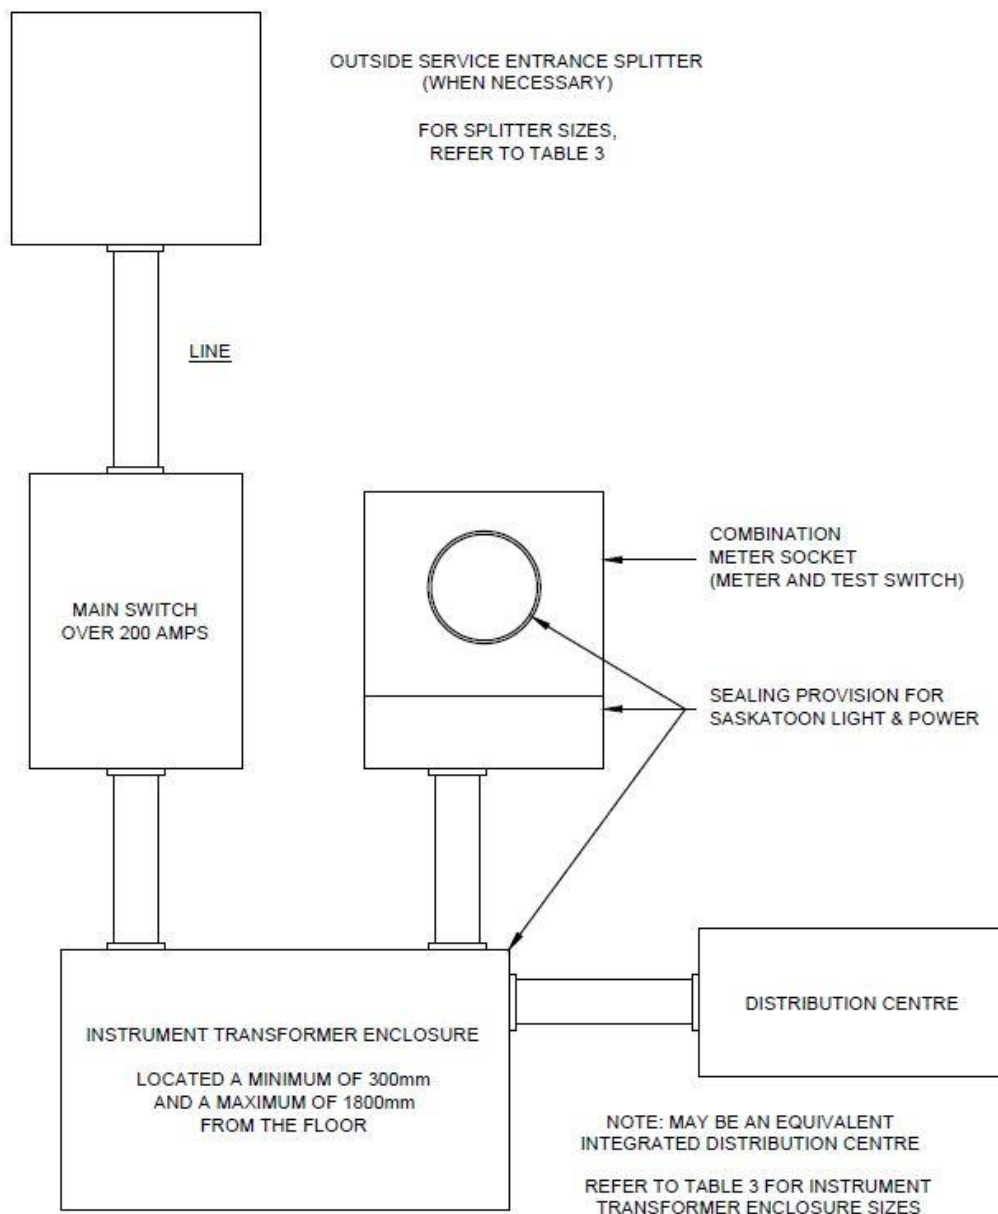 OUTSIDE SERVICE ENTRANCE SPLITTER
(WHEN NECESSARY)
FOR SPLITTER SIZES,
REFER TO TABLE 3
LINE
MAIN SWITCH
OVER 200 AMPS
COMBINATION
METER SOCKET
(METER AND TEST SWITCH)
SEALING PROVISION FOR
SASKATOON LIGHT & POWER
INSTRUMENT TRANSFORMER ENCLOSURE
LOCATED A MINIMUM OF 300mm
AND A MAXIMUM OF 1800mm
FROM THE FLOOR
DISTRIBUTION CENTRE
NOTE: MAY BE AN EQUIVALENT
INTEGRATED DISTRIBUTION CENTRE
REFER TO TABLE 3 FOR INSTRUMENT
TRANSFORMER ENCLOSURE SIZES